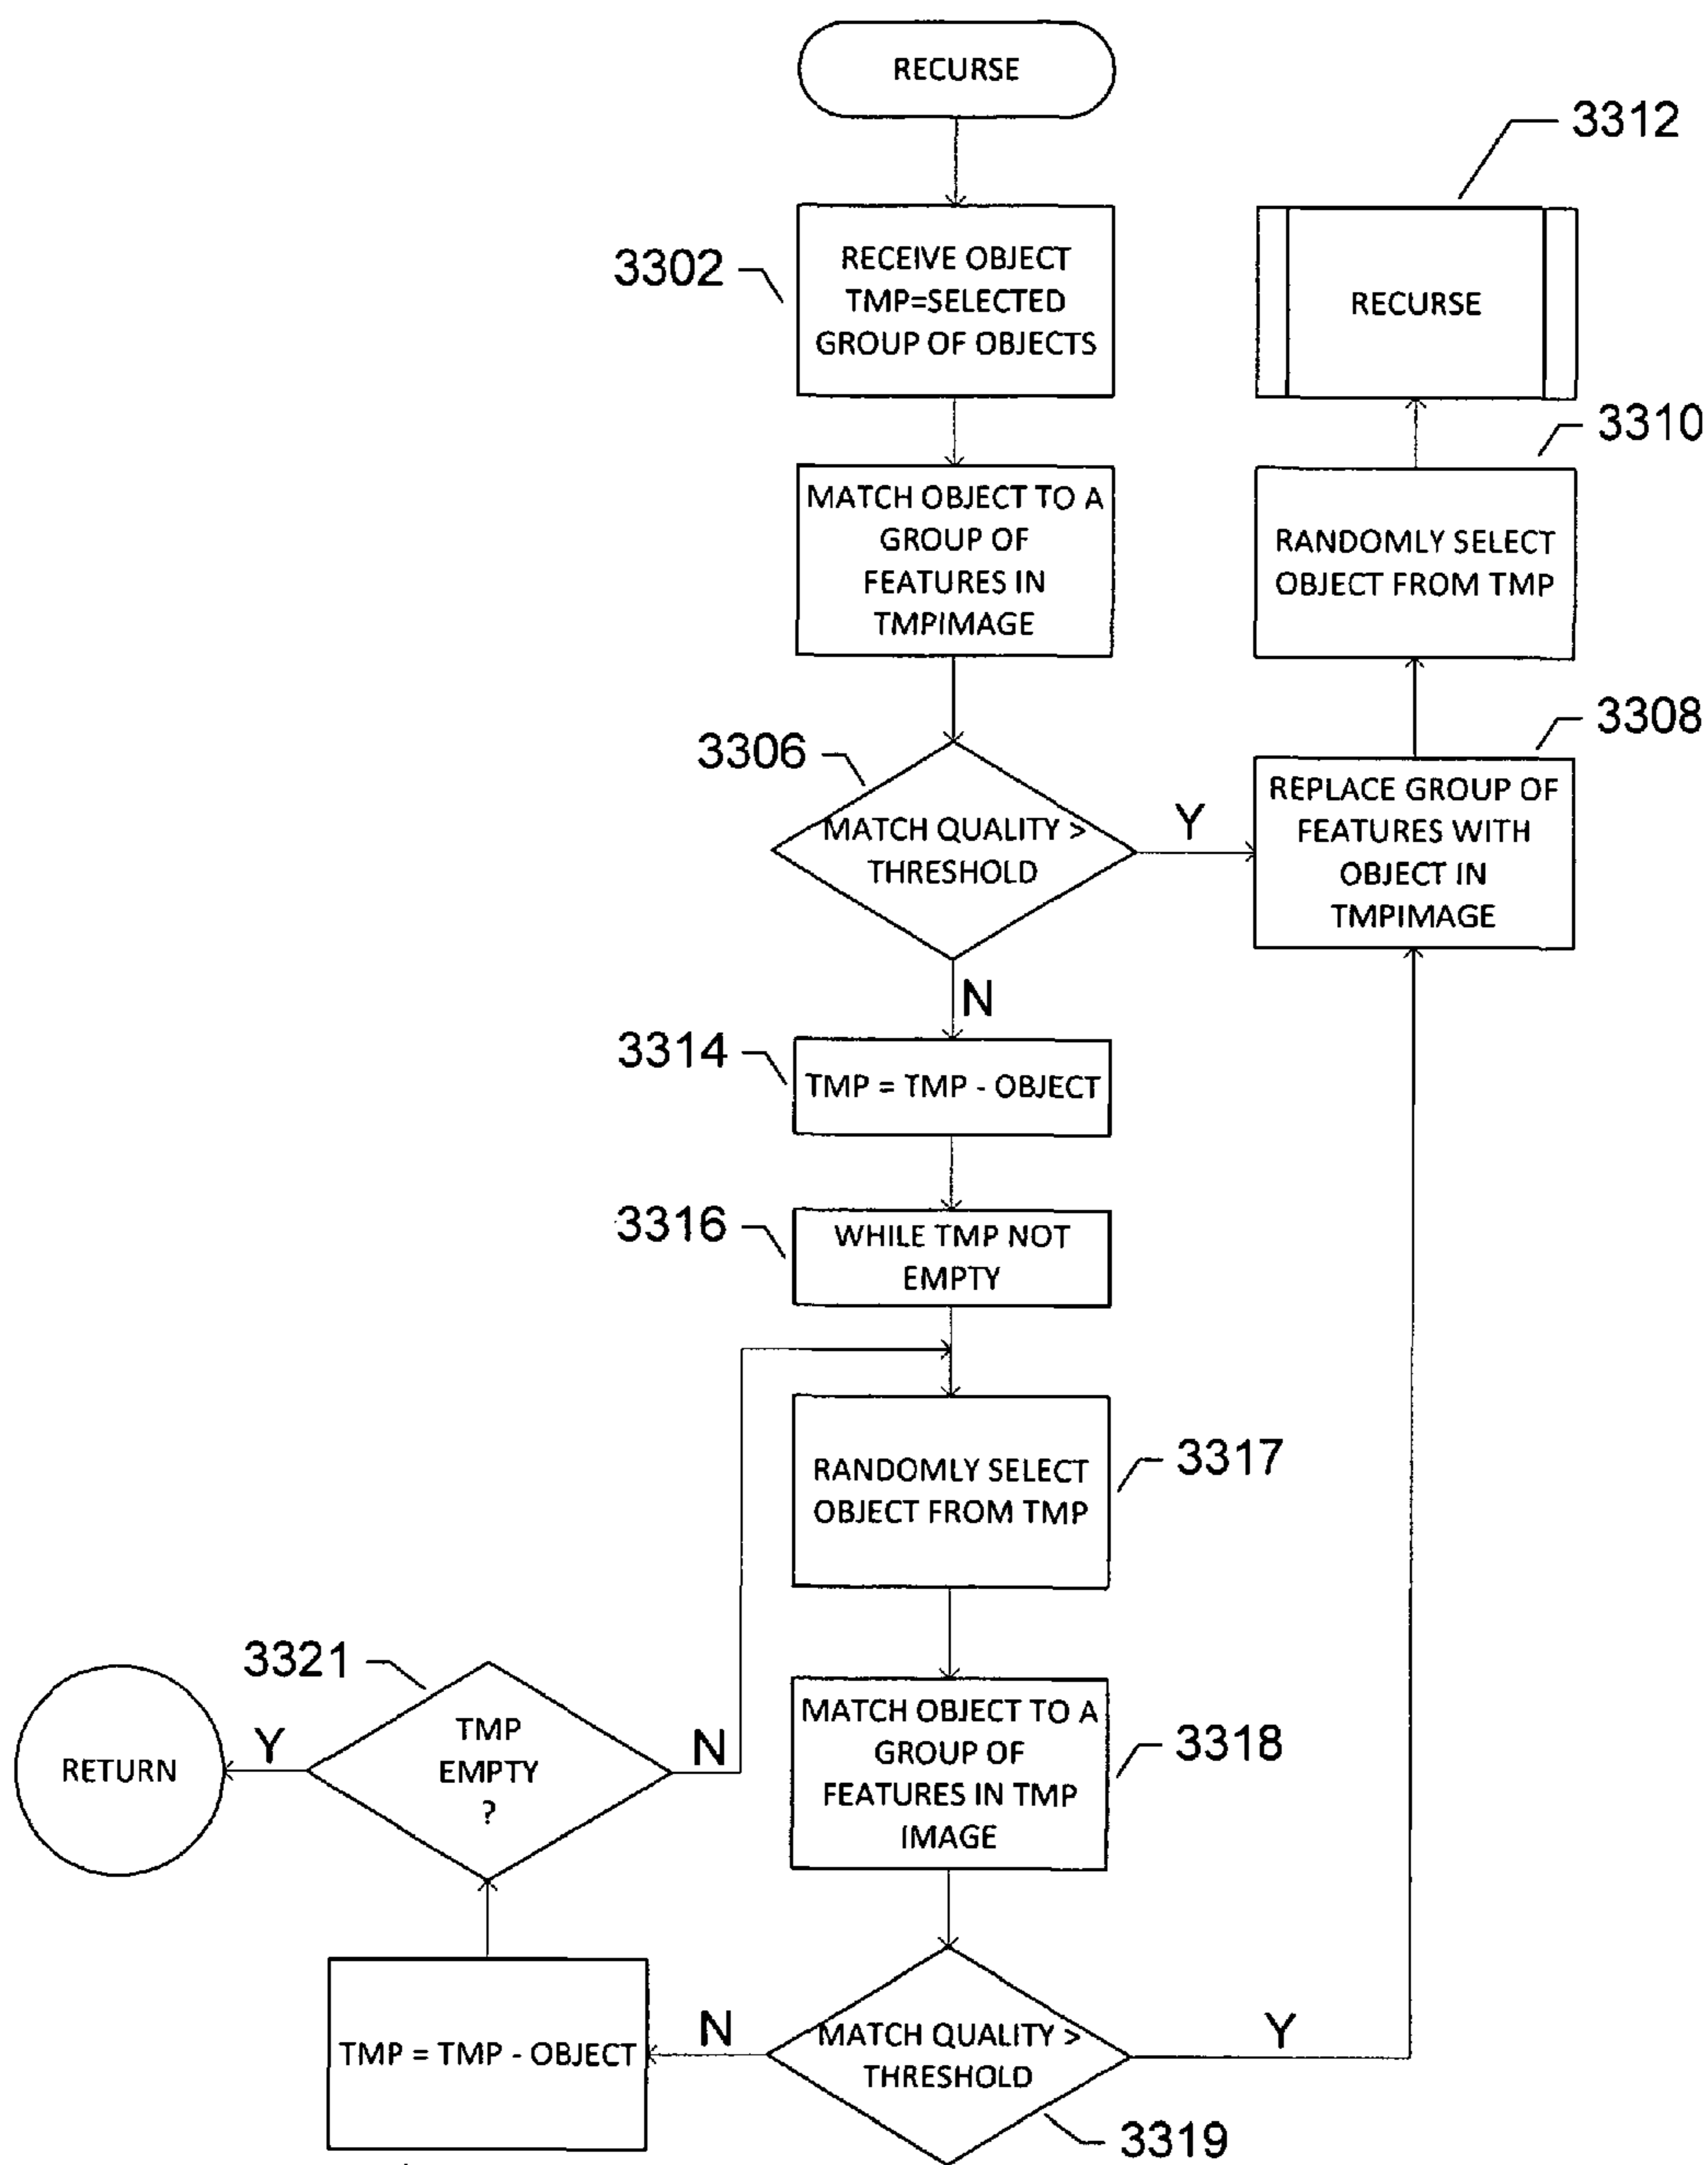 RECURSE
3312
3302
RECEIVE OBJECT
TMP=SELECTED
GROUP OF OBJECTS
RECURSE
3310
MATCH OBJECT TO A
GROUP OF
FEATURES IN
TMPIMAGE
RANDOMLY SELECT
OBJECT FROM TMP
3306
MATCH QUALITY >
THRESHOLD
Y
N
3308
REPLACE GROUP OF
FEATURES WITH
OBJECT IN
TMPIMAGE
3314
TMP = TMP - OBJECT
3316
WHILE TMP NOT
EMPTY
RANDOMLY SELECT
OBJECT FROM TMP
3317
3321
TMP
EMPTY
?
Y
N
RETURN
MATCH OBJECT TO A
GROUP OF
FEATURES IN TMP
IMAGE
3318
TMP = TMP - OBJECT
N
MATCH QUALITY >
THRESHOLD
Y
3319